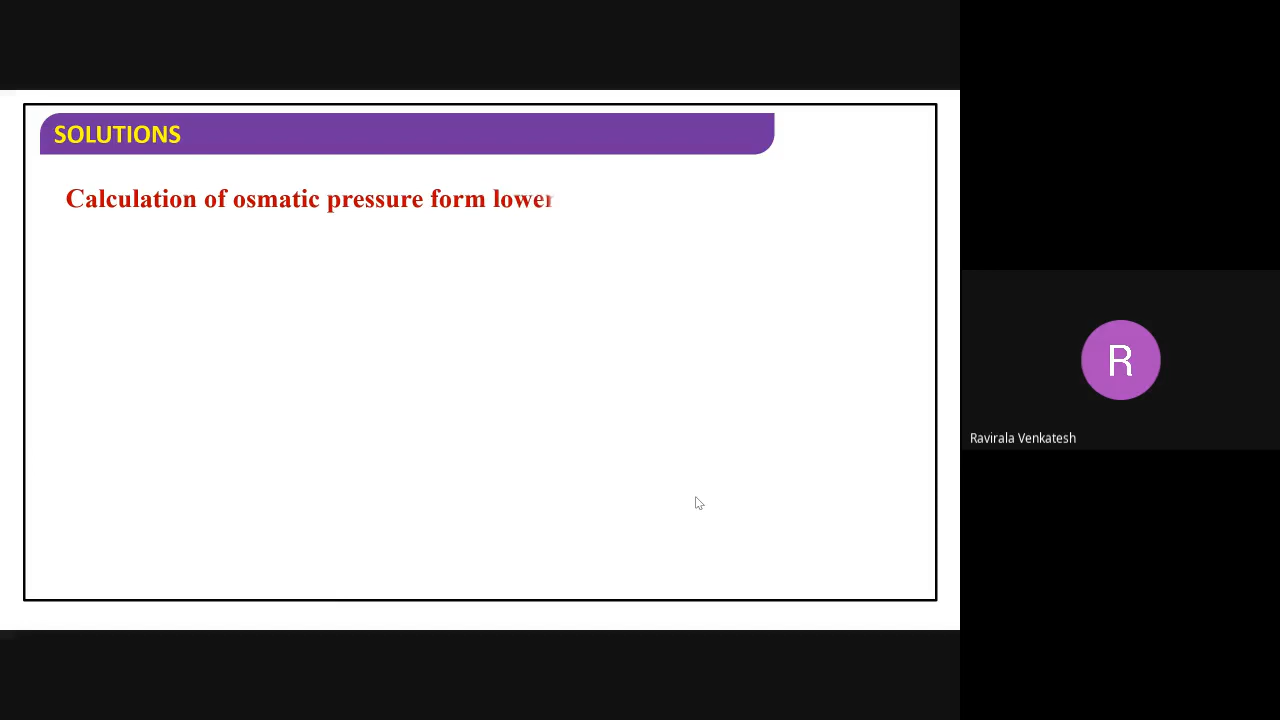 SOLUTIONS
Calculation of osmatic pressure form lower
R
Ravirala Venkatesh